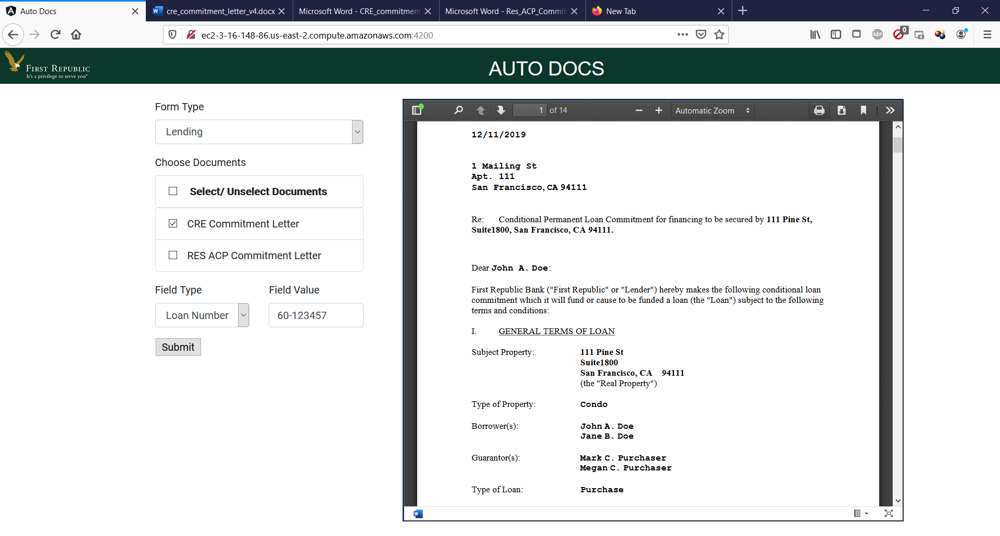 Auto Docs
cre_commitment_letter_v4.docx
Microsoft Word - CRE_commitment
Microsoft Word - Res_ACP_Commit
New Tab
ec2-3-16-148-86.us-east-2.compute.amazonaws.com:4200
ABP
0
FIRST REPUBLIC
It's a privilege to serve you®
AUTO DOCS
Form Type
Lending
Choose Documents
Select/ Unselect Documents
CRE Commitment Letter
RES ACP Commitment Letter
Field Type
Field Value
Loan Number
60-123457
Submit
1 of 14
Automatic Zoom
12/11/2019
1 Mailing St
Apt. 111
San Francisco, CA 94111
Re: Conditional Permanent Loan Commitment for financing to be secured by 111 Pine St,
Suite1800, San Francisco, CA 94111.
Dear John A. Doe:
First Republic Bank ("First Republic" or "Lender") hereby makes the following conditional loan
commitment which it will fund or cause to be funded a loan (the "Loan") subject to the following
terms and conditions:
I. GENERAL TERMS OF LOAN
Subject Property: 111 Pine St
Suite1800
San Francisco, CA 94111
(the "Real Property")
Type of Property: Condo
Borrower(s): John A. Doe
Jane B. Doe
Guarantor(s): Mark C. Purchaser
Megan C. Purchaser
Type of Loan: Purchase